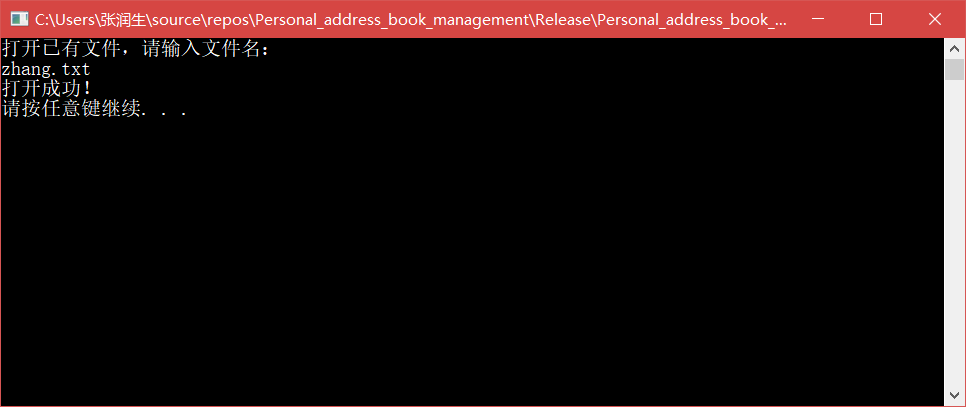 C:\Users\张润生\source\repos\Personal_address_book_management\Release\Personal_address_book_...
打开已有文件，请输入文件名：
zhang.txt
打开成功！
请按任意键继续. . .